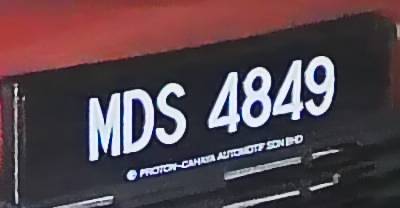 MDS 4849
PROTON-CAHAYA AUTOMOTIF SDN BHD